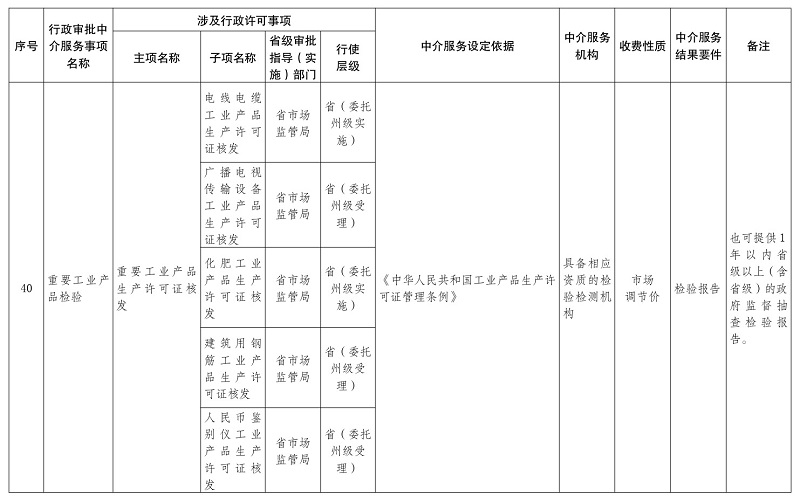 序号
行政审批中
介服务事项
名称
涉及行政许可事项
主项名称
子项名称
省级审批
指导（实
施）部门
行使
层级
中介服务设定依据
中介服务
机构
收费性质
中介服务
结果要件
备注
40
重要工业产
品检验
重要工业产品
生产许可证核
发
电线电缆
工业产品
生产许可
证核发
省市场
监管局
省（委托
州级实
施）
广播电视
传输设备
工业产品
生产许可
证核发
省市场
监管局
省（委托
州级受
理）
化肥工业
产品生产
许可证核
发
省市场
监管局
省（委托
州级实
施）
建筑用钢
筋工业产
品生产许
可证核发
省市场
监管局
省（委托
州级受
理）
人民币鉴
别仪工业
产品生产
许可证核
发
省市场
监管局
省（委托
州级受
理）
《中华人民共和国工业产品生产许
可证管理条例》
具备相应
资质的检
验检测机
构
市场
调节价
检验报告
也可提供 1
年以内省
级以上（含
省级）的政
府监督抽
查检验报
告。